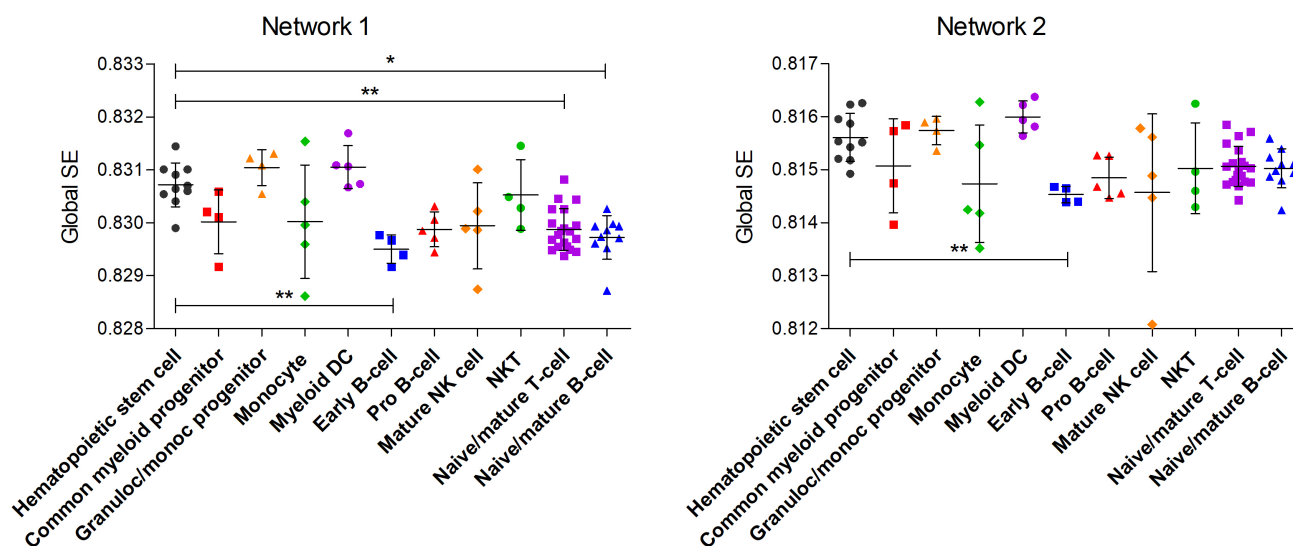 Network 1
Global SE
0.833
0.832
0.831
0.830
0.829
0.828
*
**
**
Hematopoietic stem cell
Common myeloid progenitor
Granuloc/monoc progenitor
Monocyte
Myeloid DC
Early B-cell
Pro B-cell
Mature NK cell
NKT
Naive/mature T-cell
Naive/mature B-cell
Network 2
Global SE
0.817
0.816
0.815
0.814
0.813
0.812
**
Hematopoietic stem cell
Common myeloid progenitor
Granuloc/monoc progenitor
Monocyte
Myeloid DC
Early B-cell
Pro B-cell
Mature NK cell
NKT
Naive/mature T-cell
Naive/mature B-cell